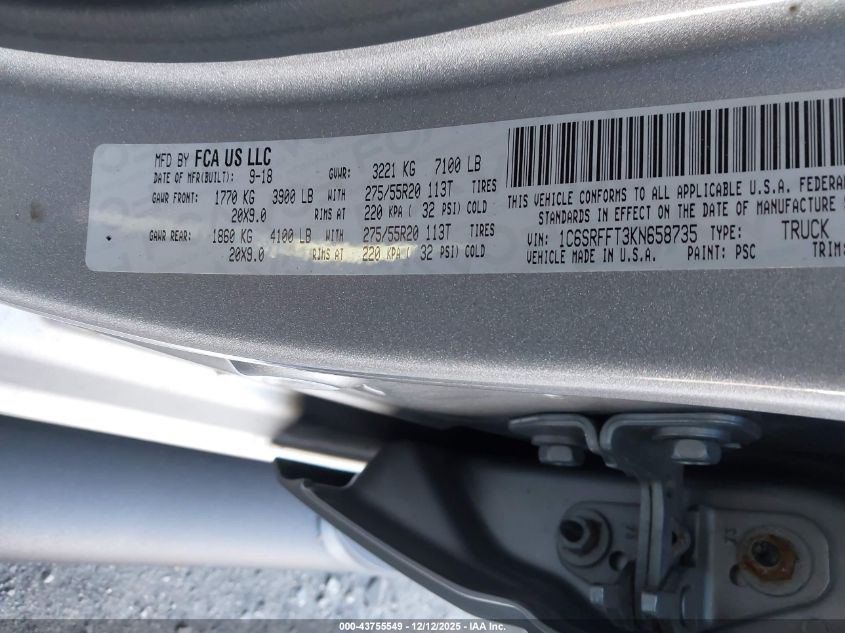 MFD BY FCA US LLC
DATE OF MFR(BUILT): 9-18 GVWR: 3221 KG 7100 LB
GAWR FRONT: 1770 KG 3900 LB WITH 275/55R20 113T TIRES
20X9.0 RIMS AT 220 KPA ( 32 PSI) COLD
GAWR REAR: 1860 KG 4100 LB WITH 275/55R20 113T TIRES
20X9.0 RIMS AT 220 KPA ( 32 PSI) COLD
THIS VEHICLE CONFORMS TO ALL APPLICABLE U.S.A. FEDERAL
STANDARDS IN EFFECT ON THE DATE OF MANUFACTURE
VIN: 1C6SRFFT3KN658735 TYPE: TRUCK
VEHICLE MADE IN U.S.A. PAINT: PSC TRIM:
000-43755549 - 12/12/2025 - IAA Inc.